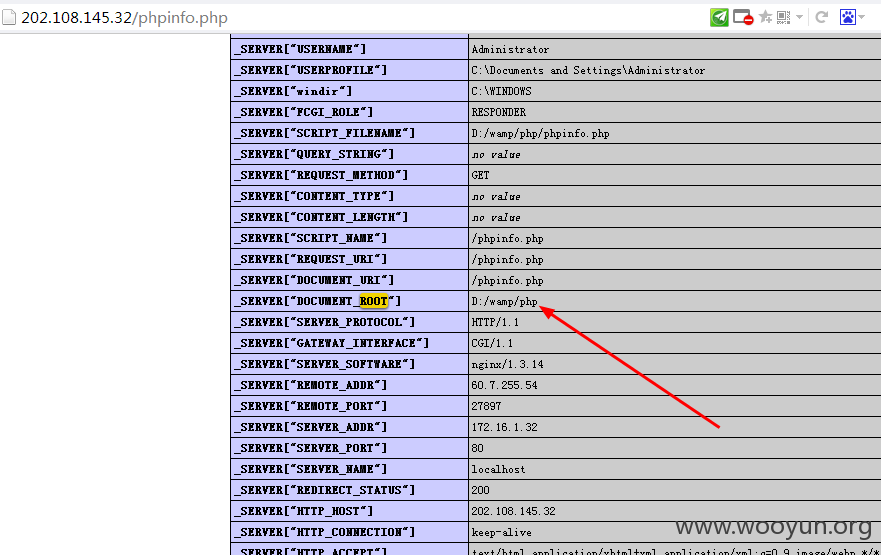 202.108.145.32/phpinfo.php
_SERVER["USERNAME"] Administrator
_SERVER["USERPROFILE"] C:\Documents and Settings\Administrator
_SERVER["windir"] C:\WINDOWS
_SERVER["FCGI_ROLE"] RESPONDER
_SERVER["SCRIPT_FILENAME"] D:/wamp/php/phpinfo.php
_SERVER["QUERY_STRING"] no value
_SERVER["REQUEST_METHOD"] GET
_SERVER["CONTENT_TYPE"] no value
_SERVER["CONTENT_LENGTH"] no value
_SERVER["SCRIPT_NAME"] /phpinfo.php
_SERVER["REQUEST_URI"] /phpinfo.php
_SERVER["DOCUMENT_URI"] /phpinfo.php
_SERVER["DOCUMENT_ROOT"] D:/wamp/php
_SERVER["SERVER_PROTOCOL"] HTTP/1.1
_SERVER["GATEWAY_INTERFACE"] CGI/1.1
_SERVER["SERVER_SOFTWARE"] nginx/1.3.14
_SERVER["REMOTE_ADDR"] 60.7.255.54
_SERVER["REMOTE_PORT"] 27897
_SERVER["SERVER_ADDR"] 172.16.1.32
_SERVER["SERVER_PORT"] 80
_SERVER["SERVER_NAME"] localhost
_SERVER["REDIRECT_STATUS"] 200
_SERVER["HTTP_HOST"] 202.108.145.32
_SERVER["HTTP_CONNECTION"] keep-alive
_SERVER["HTTP_ACCEPT"] text/html,application/xhtml+xml,application/xml;q=0.9,image/webp,*/*
www.wooyun.org